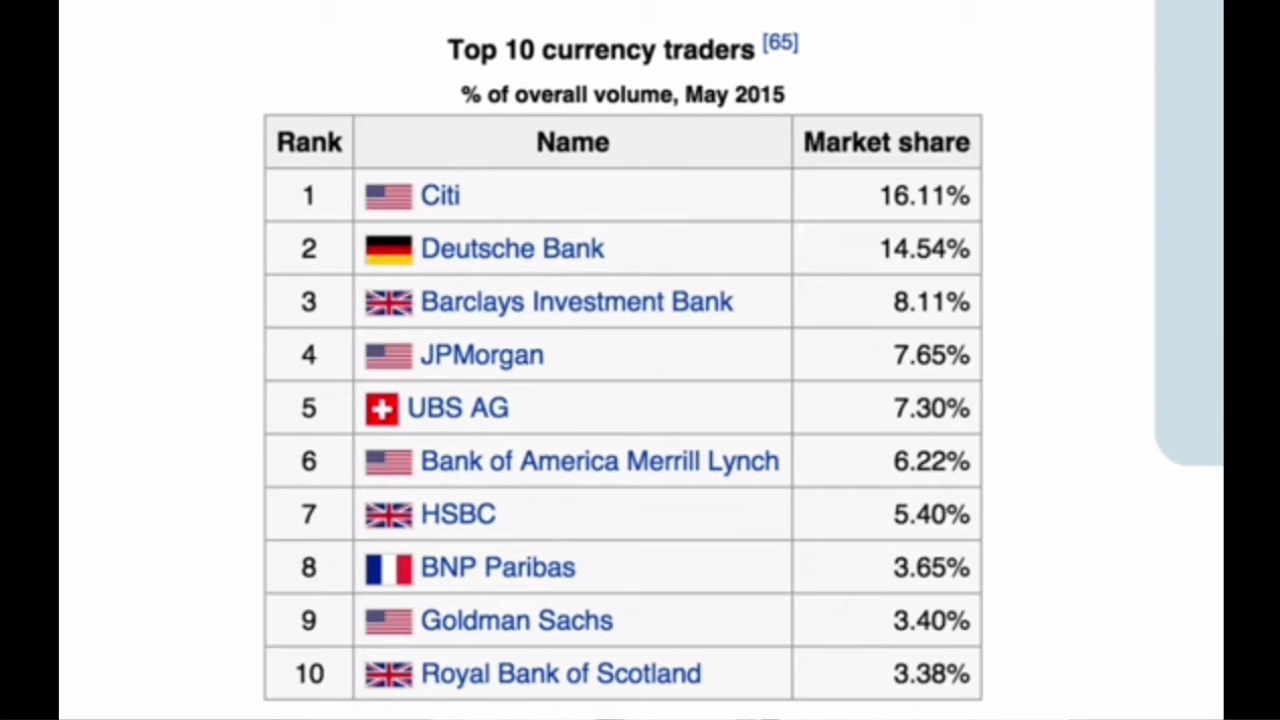 Top 10 currency traders [65]
% of overall volume, May 2015
Rank Name Market share
1 Citi 16.11%
2 Deutsche Bank 14.54%
3 Barclays Investment Bank 8.11%
4 JPMorgan 7.65%
5 UBS AG 7.30%
6 Bank of America Merrill Lynch 6.22%
7 HSBC 5.40%
8 BNP Paribas 3.65%
9 Goldman Sachs 3.40%
10 Royal Bank of Scotland 3.38%